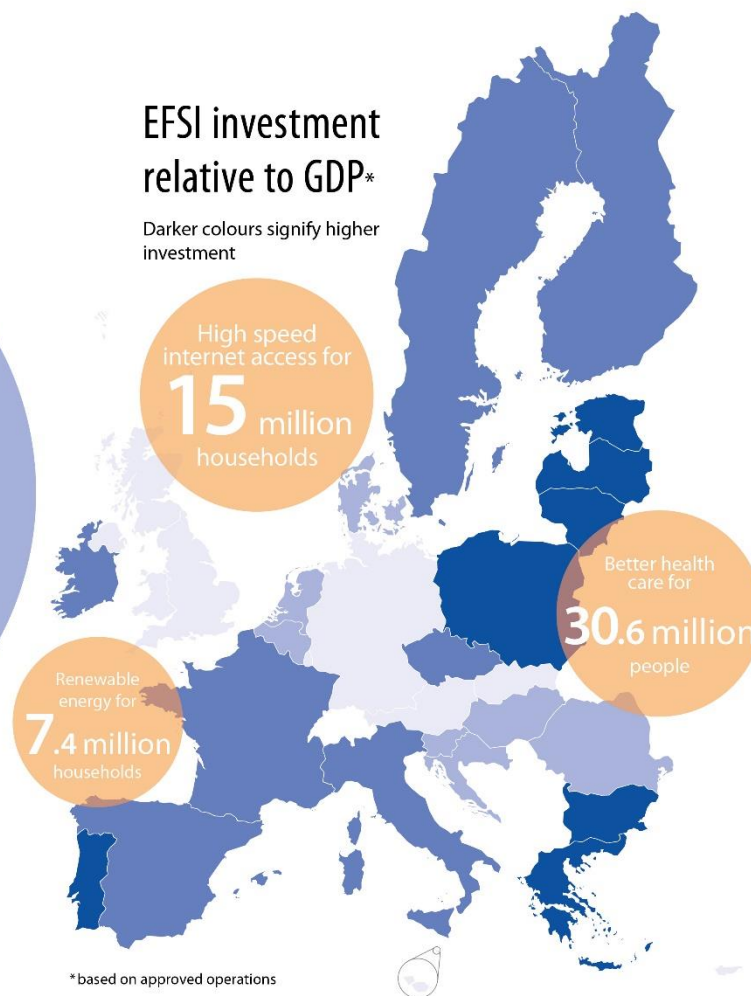 EFSI investment
relative to GDP*
Darker colours signify higher
investment
High speed
internet access for
15 million
households
Better health
care for
30.6 million
people
Renewable
energy for
7.4 million
households
*based on approved operations